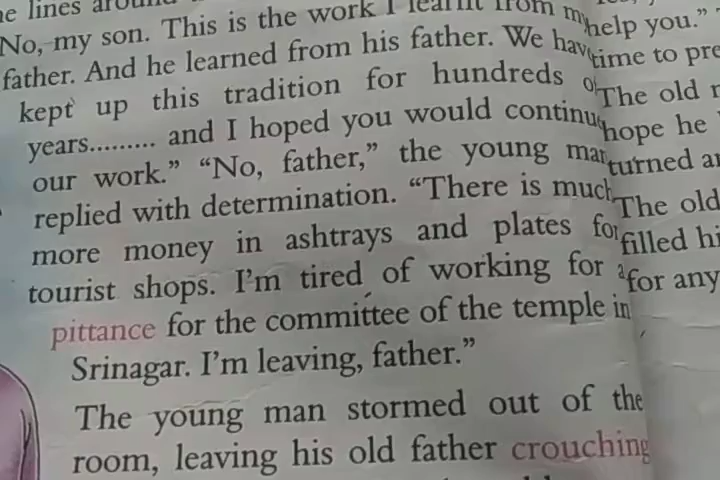 lines around
No, my son. This is the work I learnt from my
father. And he learned from his father. We have
kept up this tradition for hundreds of
years......... and I hoped you would continue
our work.” “No, father,” the young man
replied with determination. “There is much
more money in ashtrays and plates for
tourist shops. I’m tired of working for a
pittance for the committee of the temple in
Srinagar. I’m leaving, father.”
The young man stormed out of the
room, leaving his old father crouching
help you.”
time to
The old
hope he
turned
The old
filled
for any